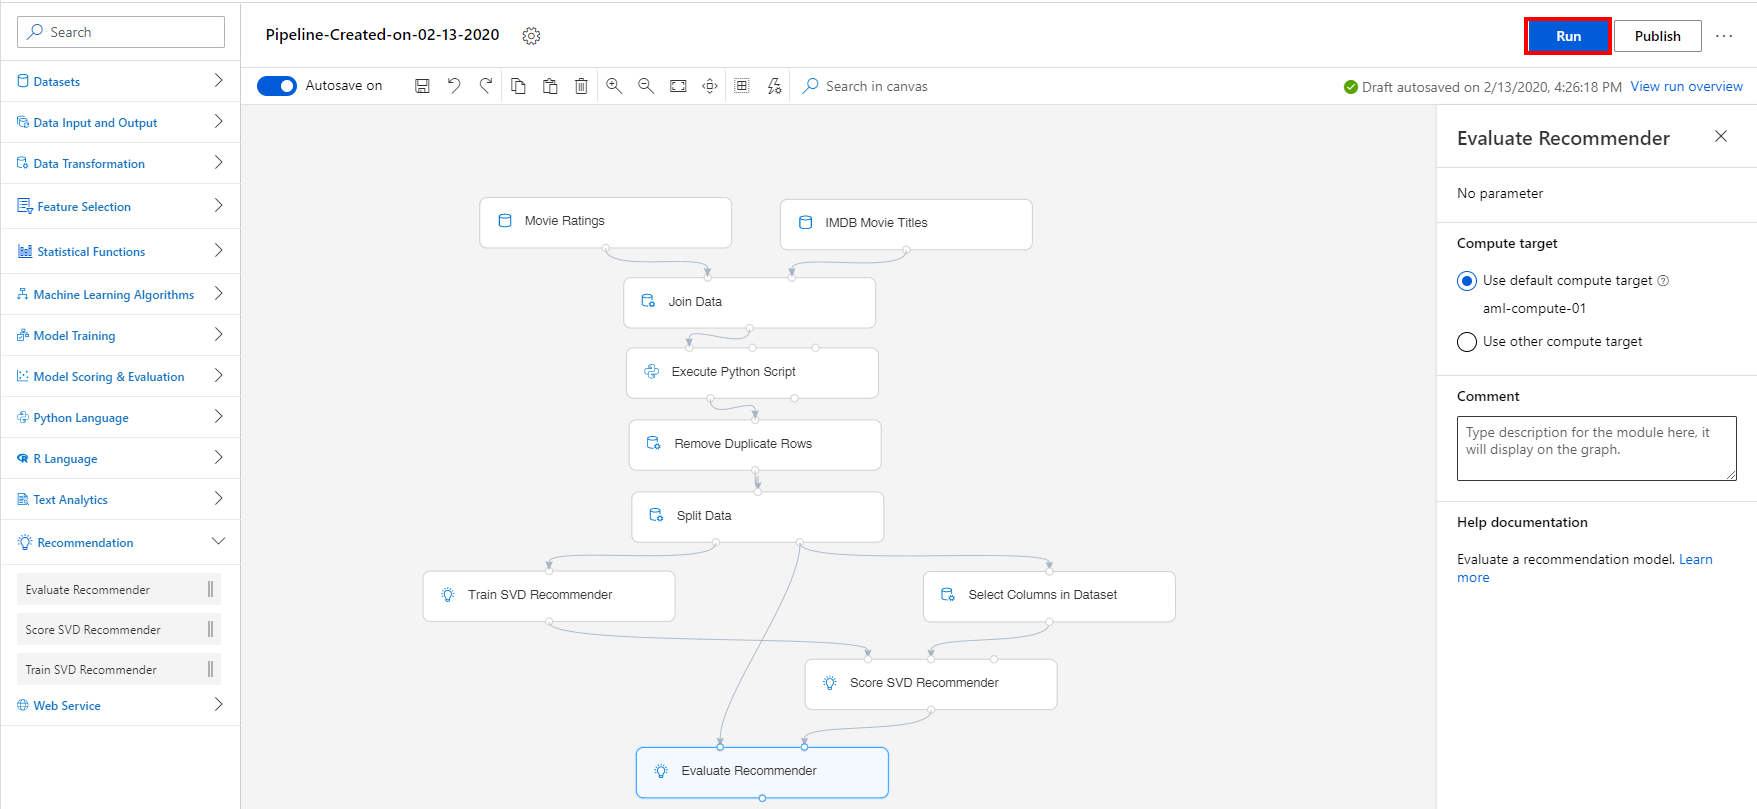 Search
Datasets
Data Input and Output
Data Transformation
Feature Selection
Statistical Functions
Machine Learning Algorithms
Model Training
Model Scoring & Evaluation
Python Language
R Language
Text Analytics
Recommendation
Evaluate Recommender
Score SVD Recommender
Train SVD Recommender
Web Service
Pipeline-Created-on-02-13-2020
Run
Publish
Autosave on
Search in canvas
Draft autosaved on 2/13/2020, 4:26:18 PM
View run overview
Movie Ratings
IMDB Movie Titles
Join Data
Execute Python Script
Remove Duplicate Rows
Split Data
Train SVD Recommender
Select Columns in Dataset
Score SVD Recommender
Evaluate Recommender
Evaluate Recommender
No parameter
Compute target
Use default compute target
aml-compute-01
Use other compute target
Comment
Type description for the module here, it
will display on the graph.
Help documentation
Evaluate a recommendation model. Learn
more